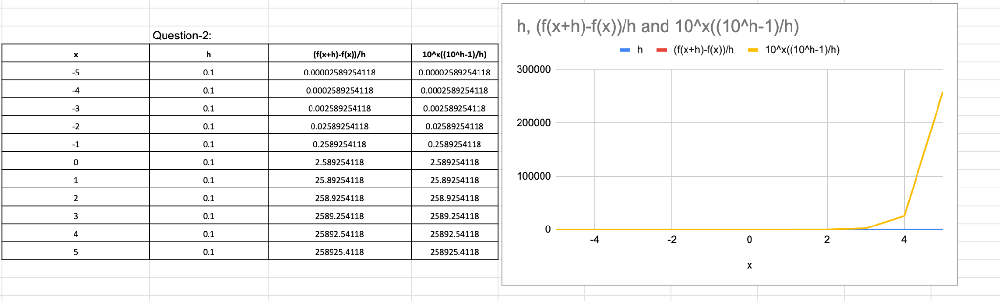 Question-2:
x h (f(x+h)-f(x))/h 10^x((10^h-1)/h)
-5 0.1 0.00002589254118 0.00002589254118
-4 0.1 0.0002589254118 0.0002589254118
-3 0.1 0.002589254118 0.002589254118
-2 0.1 0.02589254118 0.02589254118
-1 0.1 0.2589254118 0.2589254118
0 0.1 2.589254118 2.589254118
1 0.1 25.89254118 25.89254118
2 0.1 258.9254118 258.9254118
3 0.1 2589.254118 2589.254118
4 0.1 25892.54118 25892.54118
5 0.1 258925.4118 258925.4118
h, (f(x+h)-f(x))/h and 10^x((10^h-1)/h)
h (f(x+h)-f(x))/h 10^x((10^h-1)/h)
300000
200000
100000
0
-4 -2 0 2 4
x